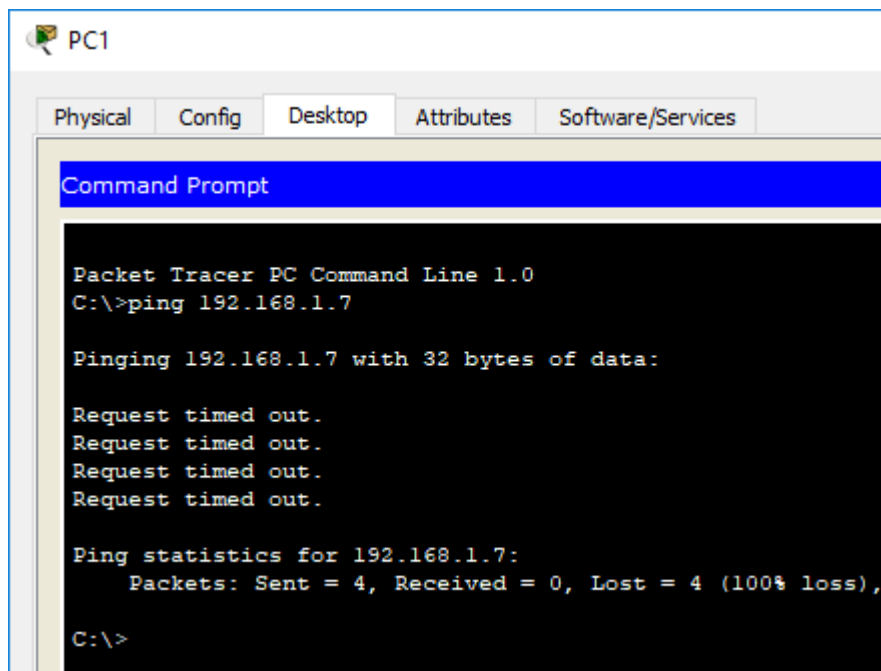 PC1
Physical Config Desktop Attributes Software/Services
Command Prompt
Packet Tracer PC Command Line 1.0
C:\>ping 192.168.1.7
Pinging 192.168.1.7 with 32 bytes of data:
Request timed out.
Request timed out.
Request timed out.
Request timed out.
Ping statistics for 192.168.1.7:
    Packets: Sent = 4, Received = 0, Lost = 4 (100% loss),
C:\>